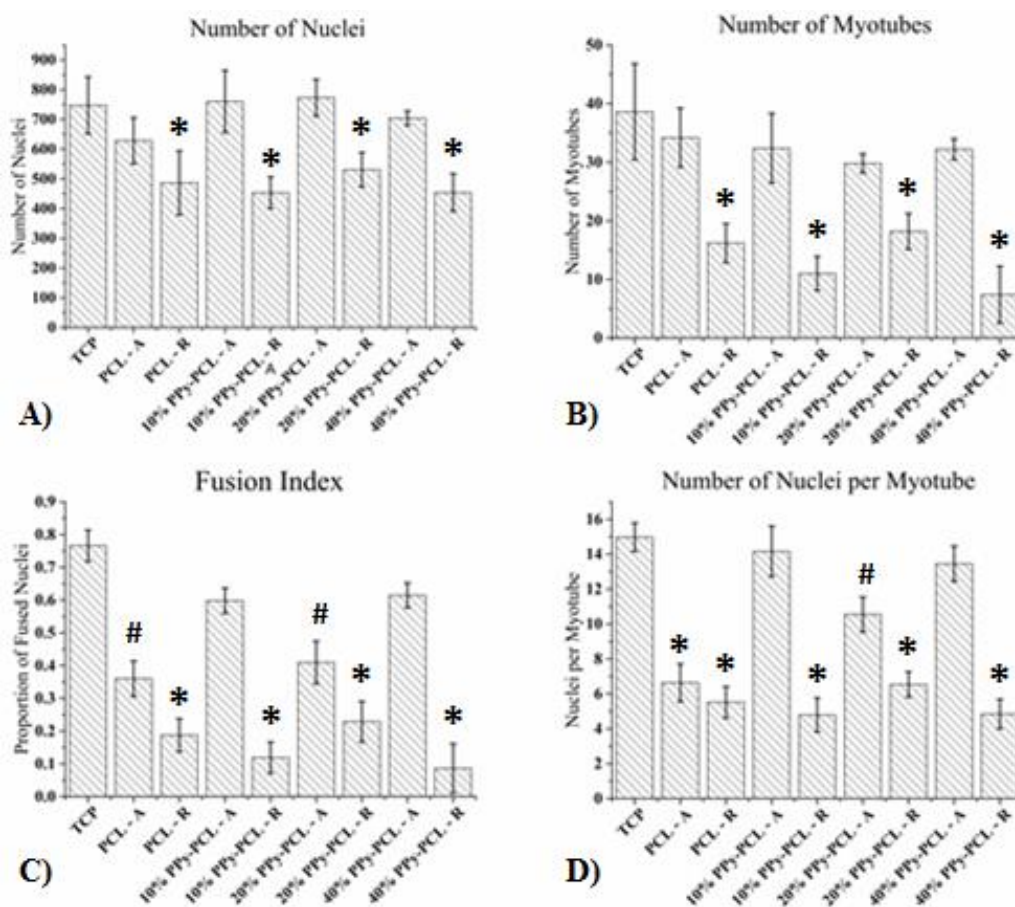 Number of Nuclei
Number of Nuclei
900
800
700
600
500
400
300
200
100
0
* * * *
TCP
PCL - A
PCL - R
10% PPy-PCL - A
10% PPy-PCL - R
20% PPy-PCL - A
20% PPy-PCL - R
40% PPy-PCL - A
40% PPy-PCL - R
A)
Number of Myotubes
Number of Myotubes
50
40
30
20
10
0
* * * *
TCP
PCL - A
PCL - R
10% PPy-PCL - A
10% PPy-PCL - R
20% PPy-PCL - A
20% PPy-PCL - R
40% PPy-PCL - A
40% PPy-PCL - R
B)
Fusion Index
Proportion of Fused Nuclei
0.9
0.8
0.7
0.6
0.5
0.4
0.3
0.2
0.1
0.0
# * * # * *
TCP
PCL - A
PCL - R
10% PPy-PCL - A
10% PPy-PCL - R
20% PPy-PCL - A
20% PPy-PCL - R
40% PPy-PCL - A
40% PPy-PCL - R
C)
Number of Nuclei per Myotube
Nuclei per Myotube
16
14
12
10
8
6
4
2
0
* * * # * *
TCP
PCL - A
PCL - R
10% PPy-PCL - A
10% PPy-PCL - R
20% PPy-PCL - A
20% PPy-PCL - R
40% PPy-PCL - A
40% PPy-PCL - R
D)